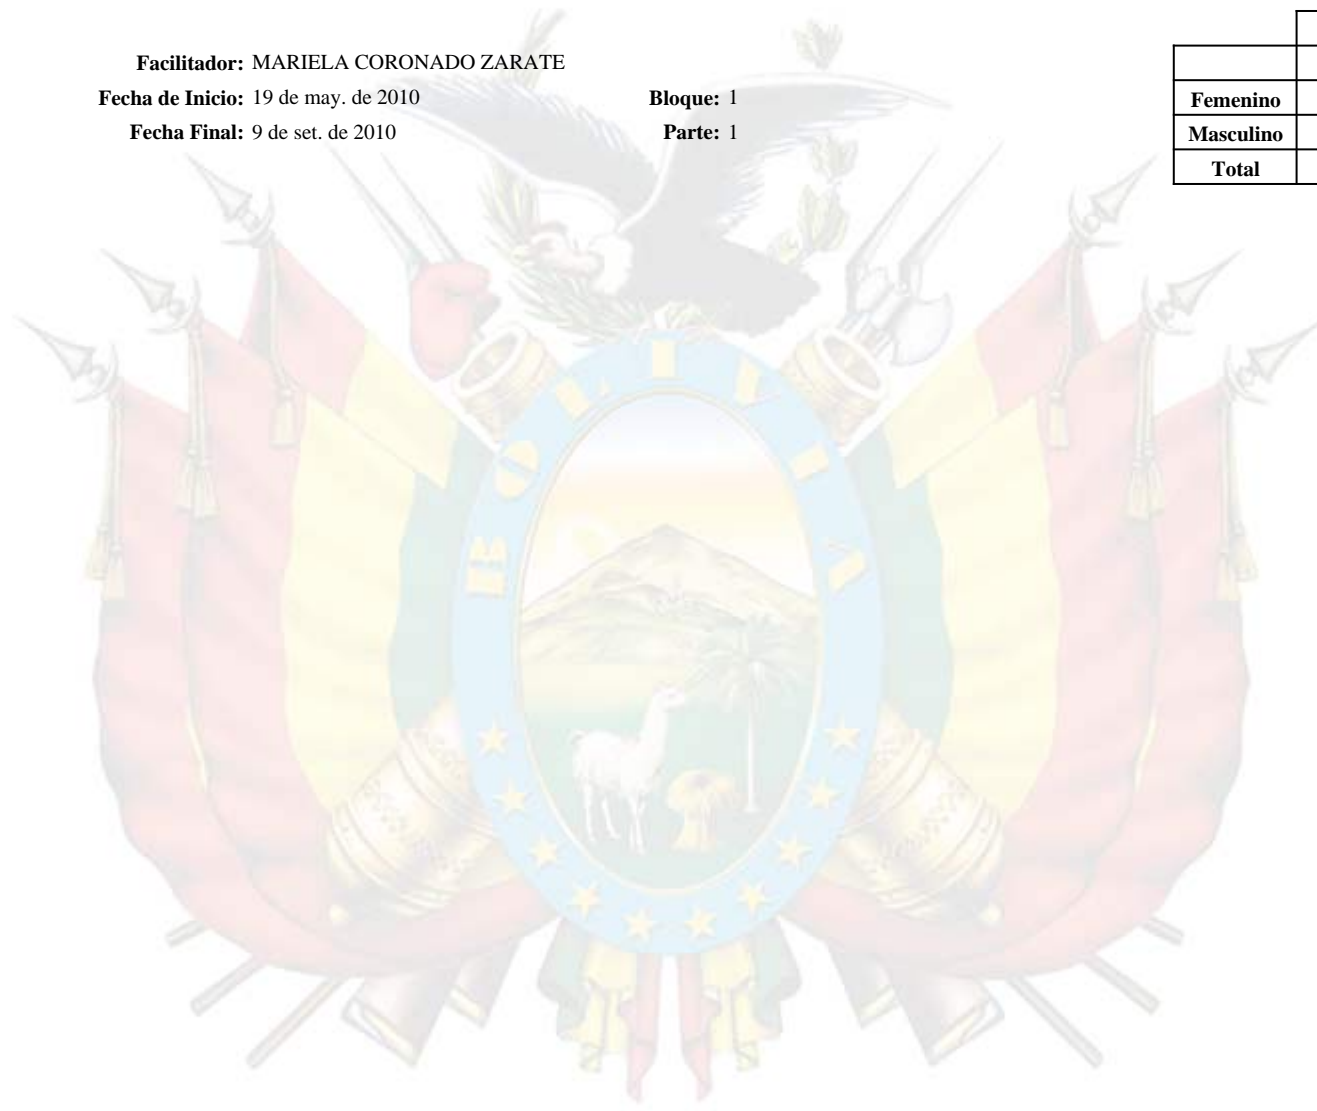 Facilitador: MARIELA CORONADO ZARATE
Fecha de Inicio: 19 de may. de 2010 Bloque: 1
Fecha Final: 9 de set. de 2010 Parte: 1
Femenino
Masculino
Total
BOLIVIA